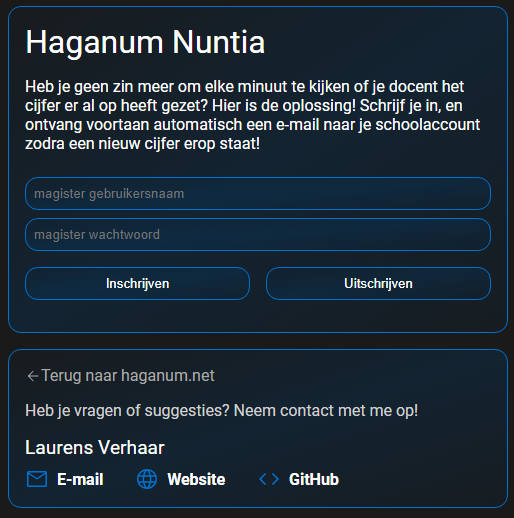 Haganum Nuntia
Heb je geen zin meer om elke minuut te kijken of je docent het
cijfer er al op heeft gezet? Hier is de oplossing! Schrijf je in, en
ontvang voortaan automatisch een e-mail naar je schoolaccount
zodra een nieuw cijfer erop staat!
magister gebruikersnaam
magister wachtwoord
Inschrijven Uitschrijven
Terug naar haganum.net
Heb je vragen of suggesties? Neem contact met me op!
Laurens Verhaar
E-mail Website GitHub